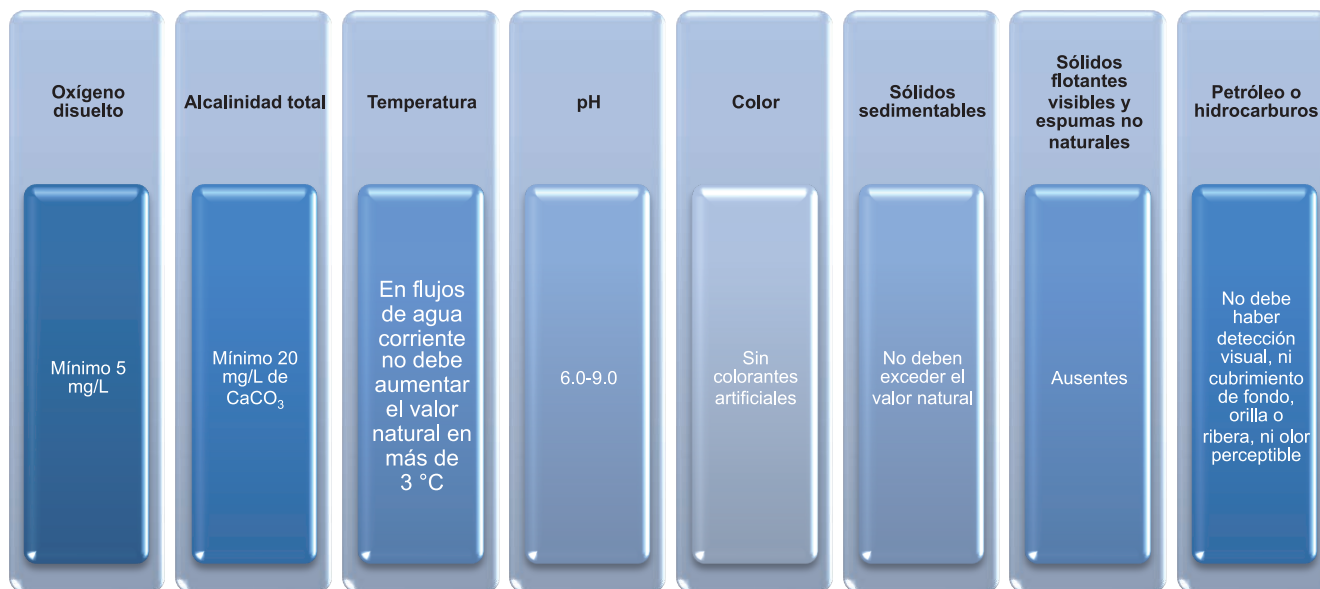 Oxígeno
disuelto
Mínimo 5
mg/L
Alcalinidad total
Mínimo 20
mg/L de
CaCO₃
Temperatura
En flujos
de agua
corriente
no debe
aumentar
el valor
natural en
más de
3 °C
pH
6.0-9.0
Color
Sin
colorantes
artificiales
Sólidos
sedimentables
No deben
exceder el
valor natural
Sólidos
flotantes
visibles y
espumas no
naturales
Ausentes
Petróleo o
hidrocarburos
No debe
haber
detección
visual, ni
cubrimiento
de fondo,
orilla o
ribera, ni olor
perceptible